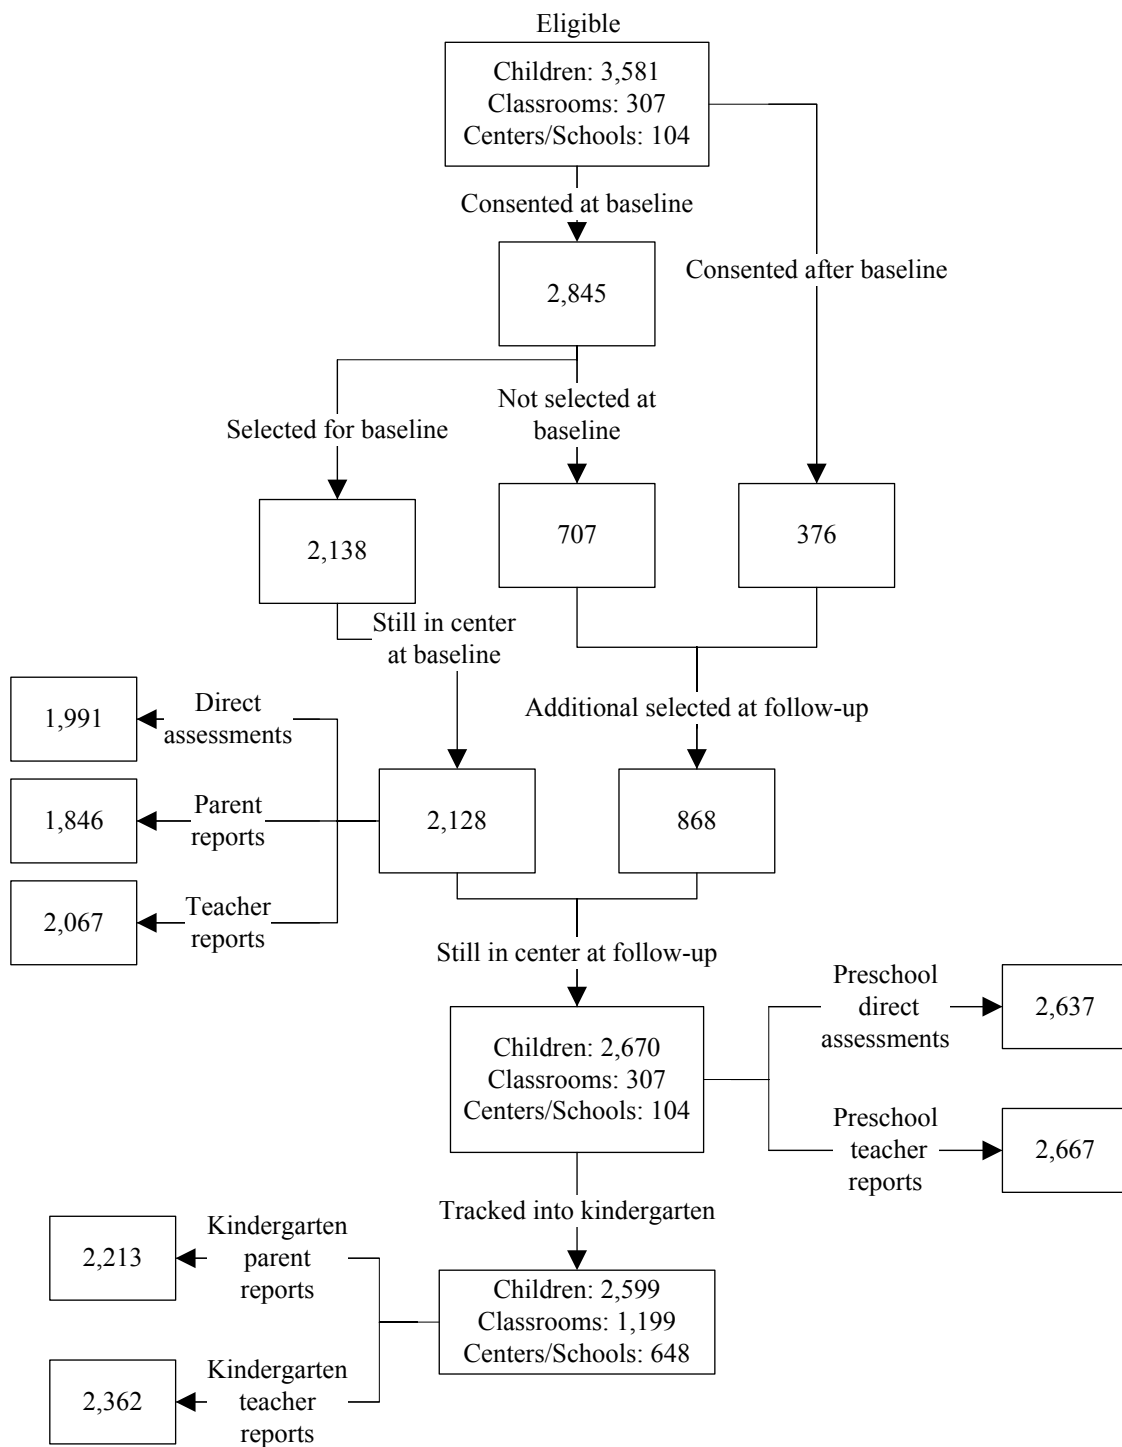 Eligible
Children: 3,581
Classrooms: 307
Centers/Schools: 104
Consented at baseline
Consented after baseline
2,845
Selected for baseline
Not selected at
baseline
2,138
707
376
Still in center
at baseline
Additional selected at follow-up
1,991
Direct
assessments
1,846
Parent
reports
2,128
868
2,067
Teacher
reports
Still in center at follow-up
Children: 2,670
Classrooms: 307
Centers/Schools: 104
Preschool
direct
assessments
2,637
Preschool
teacher
reports
2,667
Tracked into kindergarten
2,213
Kindergarten
parent
reports
Children: 2,599
Classrooms: 1,199
Centers/Schools: 648
2,362
Kindergarten
teacher
reports